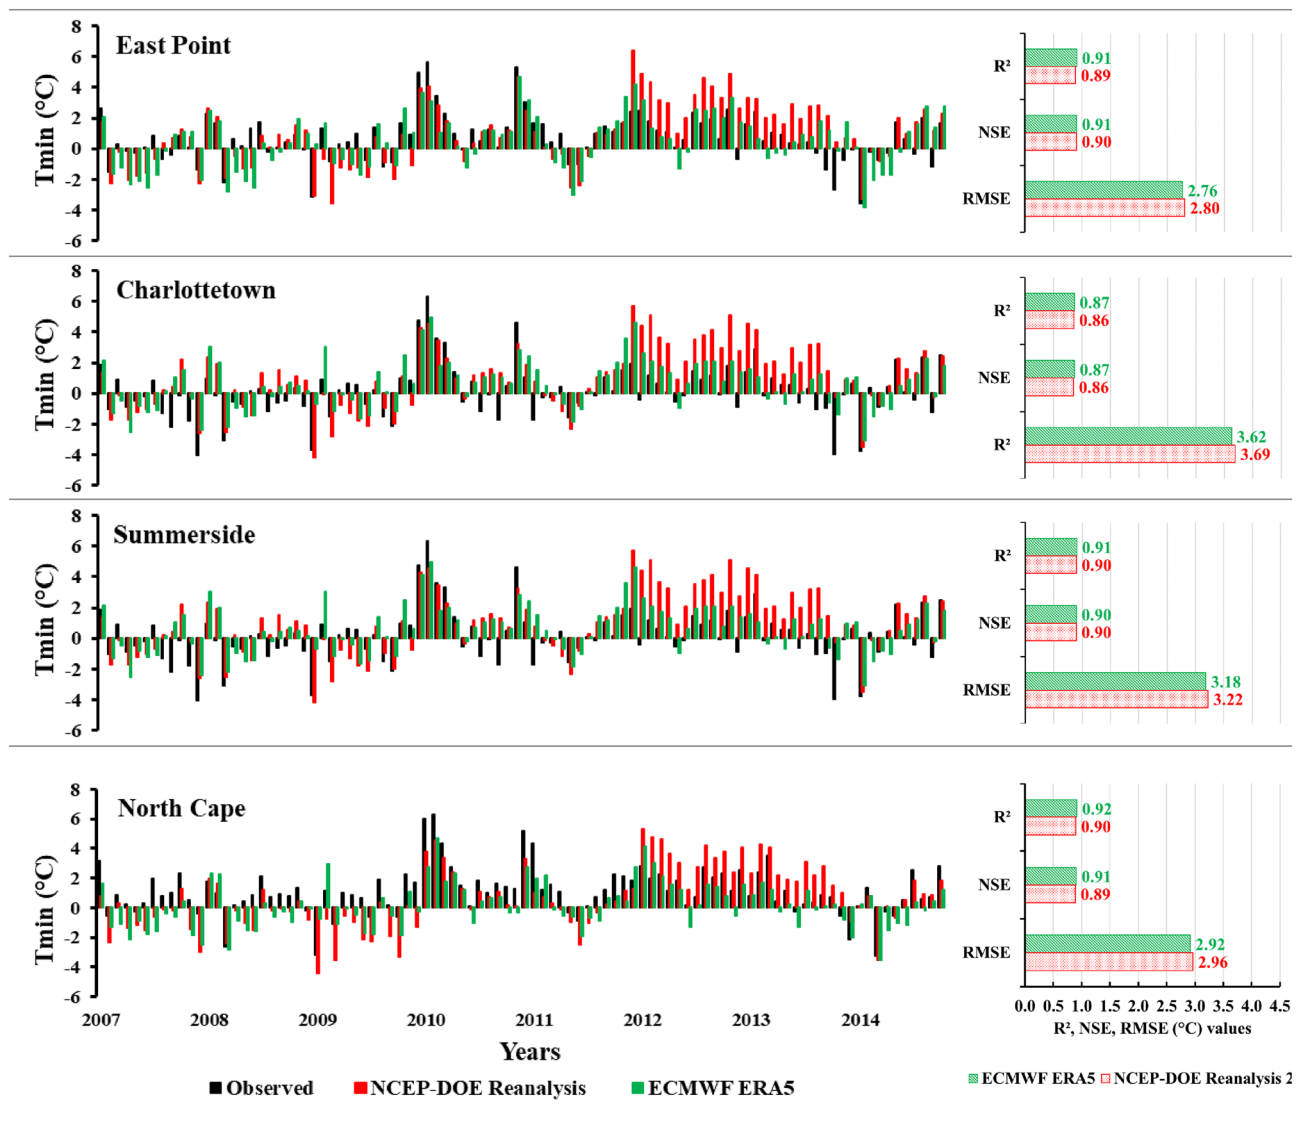 8
6
4
2
0
-2
-4
-6
Tmin (°C)
East Point
R²
0.91
0.89
NSE
0.91
0.90
RMSE
2.76
2.80
8
6
4
2
0
-2
-4
-6
Tmin (°C)
Charlottetown
R²
0.87
0.86
NSE
0.87
0.86
R²
3.62
3.69
8
6
4
2
0
-2
-4
-6
Tmin (°C)
Summerside
R²
0.91
0.90
NSE
0.90
0.90
RMSE
3.18
3.22
8
6
4
2
0
-2
-4
-6
Tmin (°C)
North Cape
R²
0.92
0.90
NSE
0.91
0.89
RMSE
2.92
2.96
2007 2008 2009 2010 2011 2012 2013 2014
Years
Observed NCEP-DOE Reanalysis ECMWF ERA5
0.0 0.5 1.0 1.5 2.0 2.5 3.0 3.5 4.0 4.5
R², NSE, RMSE (°C) values
ECMWF ERA5 NCEP-DOE Reanalysis 2